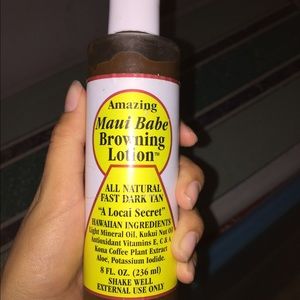 Amazing
Maui Babe
Browning
Lotion™
ALL NATURAL
FAST DARK TAN
"A Local Secret"
HAWAIIAN INGREDIENTS
Light Mineral Oil, Kukui Nut Oil
Antioxidant Vitamins E, C & A
Kona Coffee Plant Extract
Aloe, Potassium Iodide.
8 FL. OZ. (236 ml)
SHAKE WELL
EXTERNAL USE ONLY